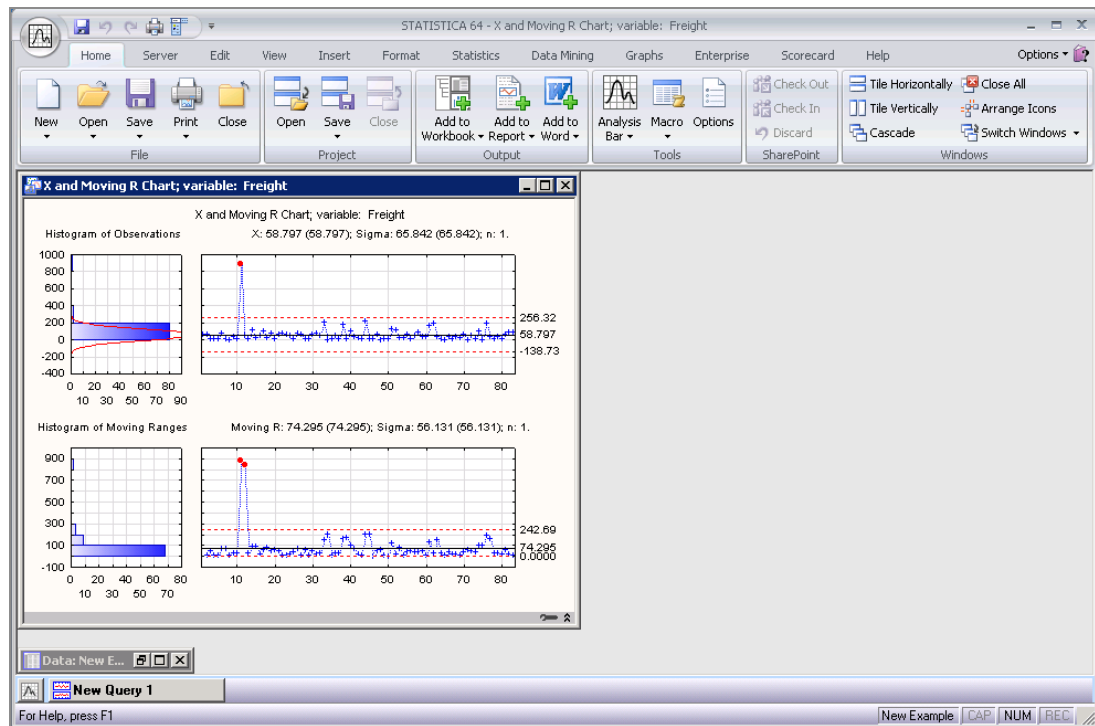 STATISTICA 64 - X and Moving R Chart; variable: Freight
Home Server Edit View Insert Format Statistics Data Mining Graphs Enterprise Scorecard Help Options
New Open Save Print Close
File
Open Save Close
Project
Add to Workbook Add to Report Add to Word
Output
Analysis Bar Macro Options
Tools
Check Out
Check In
Discard
SharePoint
Tile Horizontally Close All
Tile Vertically Arrange Icons
Cascade Switch Windows
Windows
X and Moving R Chart; variable: Freight
X and Moving R Chart; variable: Freight
Histogram of Observations X: 58.797 (58.797); Sigma: 65.842 (65.842); n: 1.
1000
800
600
400
200
0
-200
-400
256.32
58.797
-138.73
0 20 40 60 80
10 30 50 70 90
10 20 30 40 50 60 70 80
Histogram of Moving Ranges Moving R: 74.295 (74.295); Sigma: 56.131 (56.131); n: 1.
900
700
500
300
100
-100
242.69
74.295
0.0000
0 20 40 60 80
10 30 50 70
10 20 30 40 50 60 70 80
Data: New E...
New Query 1
For Help, press F1 New Example CAP NUM REC